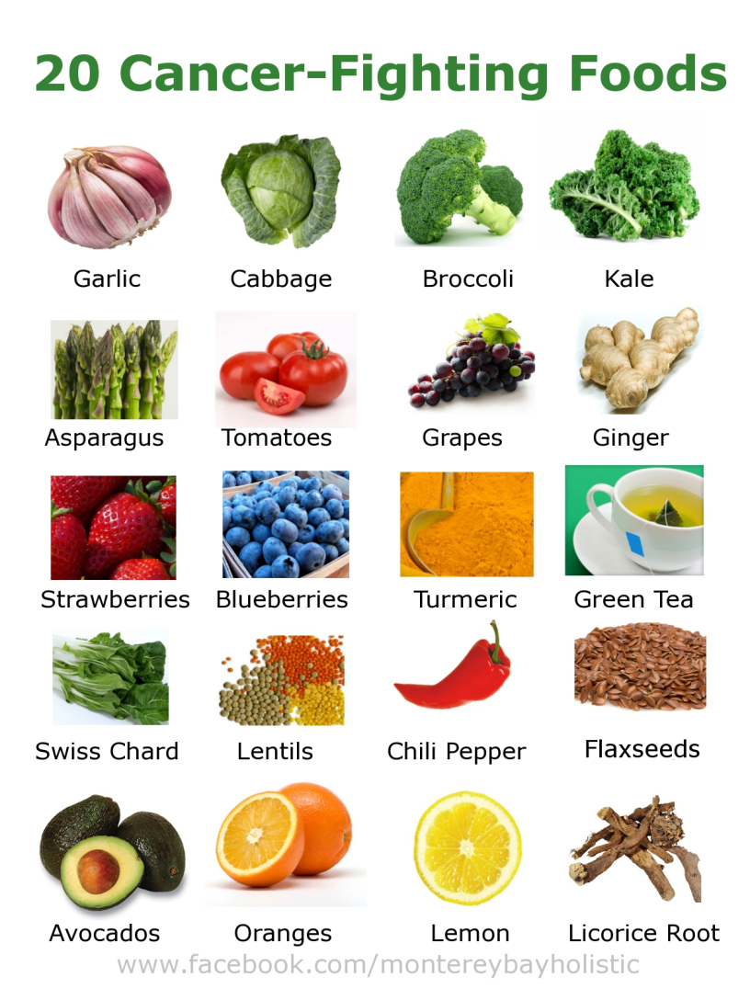 20 Cancer-Fighting Foods
Garlic Cabbage Broccoli Kale
Asparagus Tomatoes Grapes Ginger
Strawberries Blueberries Turmeric Green Tea
Swiss Chard Lentils Chili Pepper Flaxseeds
Avocados Oranges Lemon Licorice Root
www.facebook.com/montereybayholistic